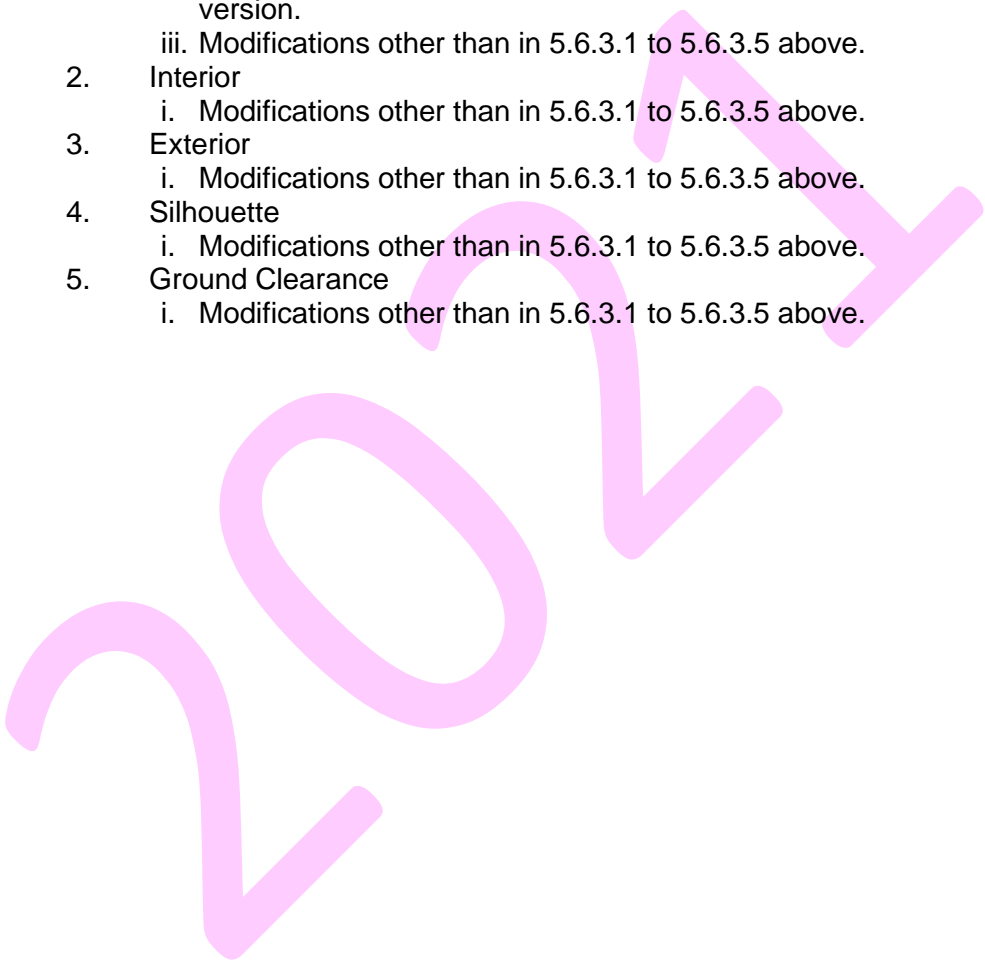 version.
iii. Modifications other than in 5.6.3.1 to 5.6.3.5 above.
2. Interior
i. Modifications other than in 5.6.3.1 to 5.6.3.5 above.
3. Exterior
i. Modifications other than in 5.6.3.1 to 5.6.3.5 above.
4. Silhouette
i. Modifications other than in 5.6.3.1 to 5.6.3.5 above.
5. Ground Clearance
i. Modifications other than in 5.6.3.1 to 5.6.3.5 above.
2021